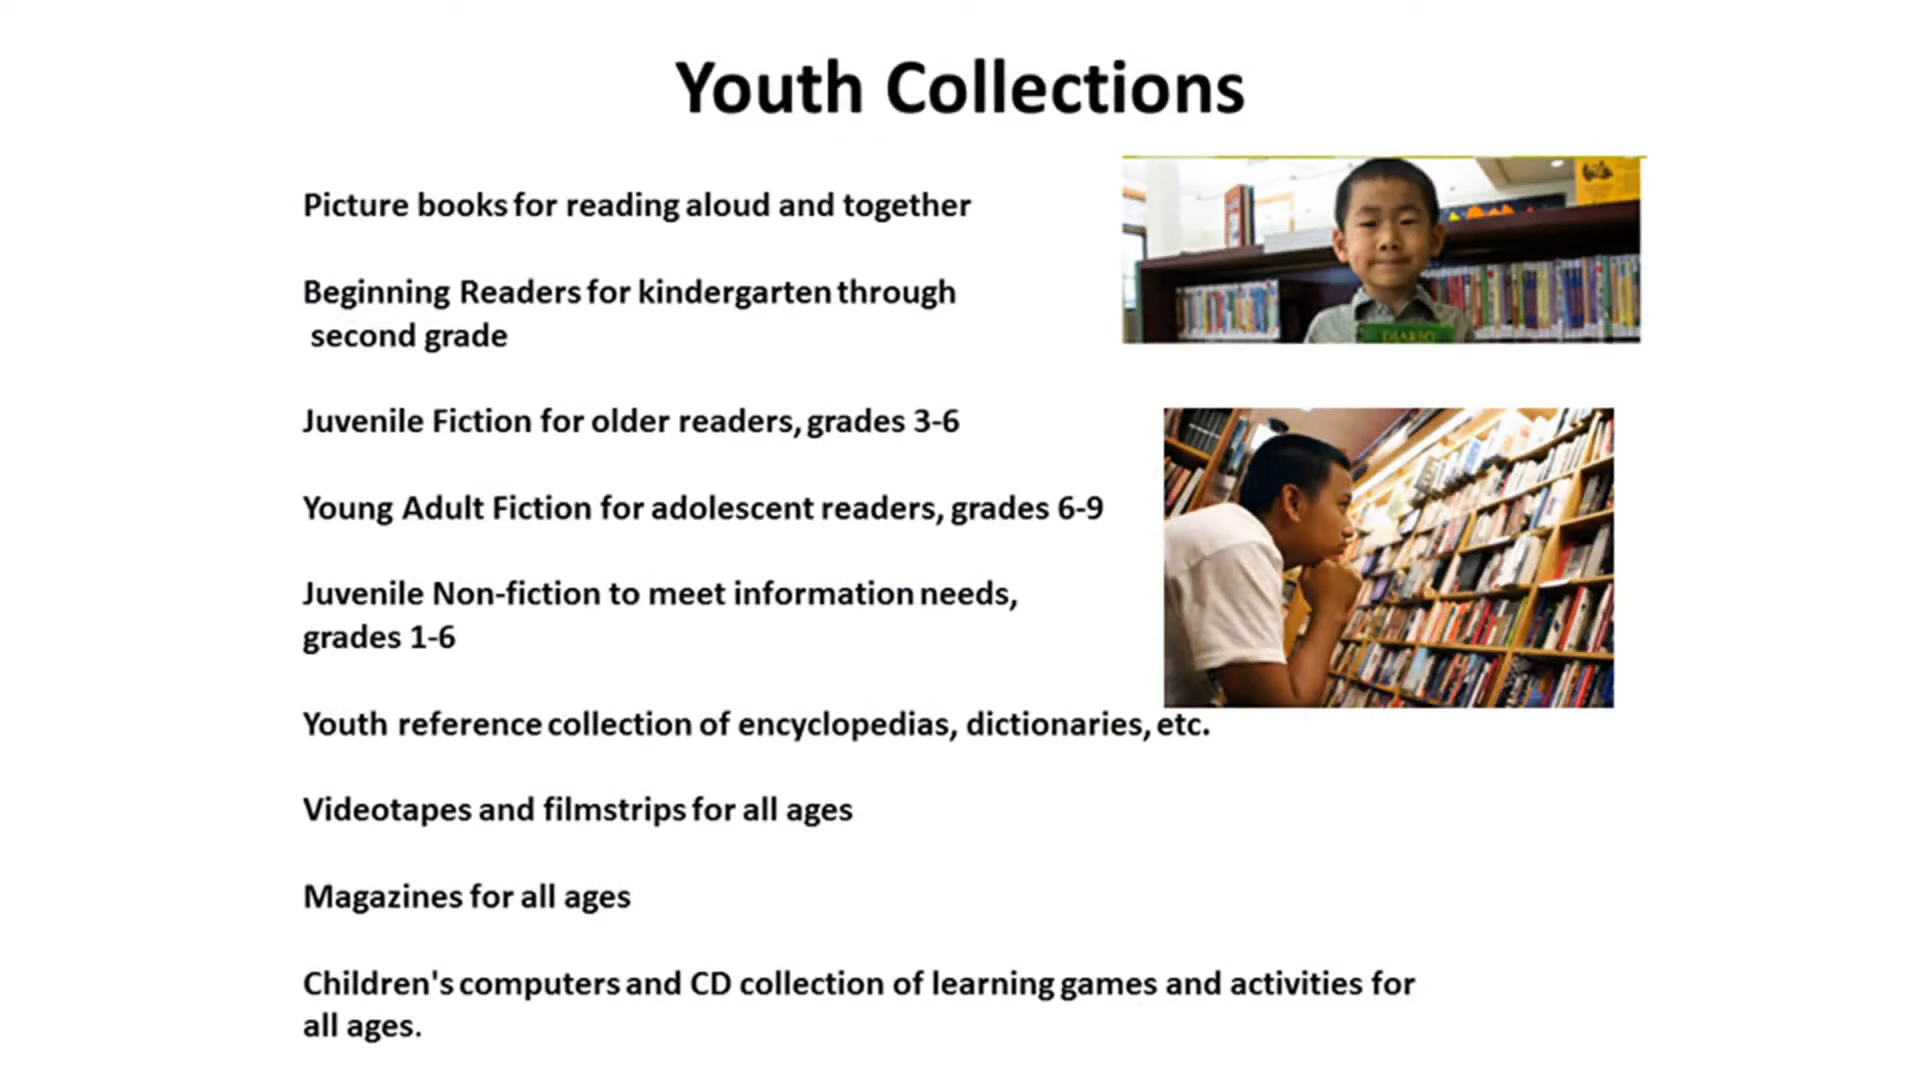 Youth Collections
Picture books for reading aloud and together
Beginning Readers for kindergarten through
second grade
Juvenile Fiction for older readers, grades 3-6
Young Adult Fiction for adolescent readers, grades 6-9
Juvenile Non-fiction to meet information needs,
grades 1-6
Youth reference collection of encyclopedias, dictionaries, etc.
Videotapes and filmstrips for all ages
Magazines for all ages
Children's computers and CD collection of learning games and activities for
all ages.
DIARIO